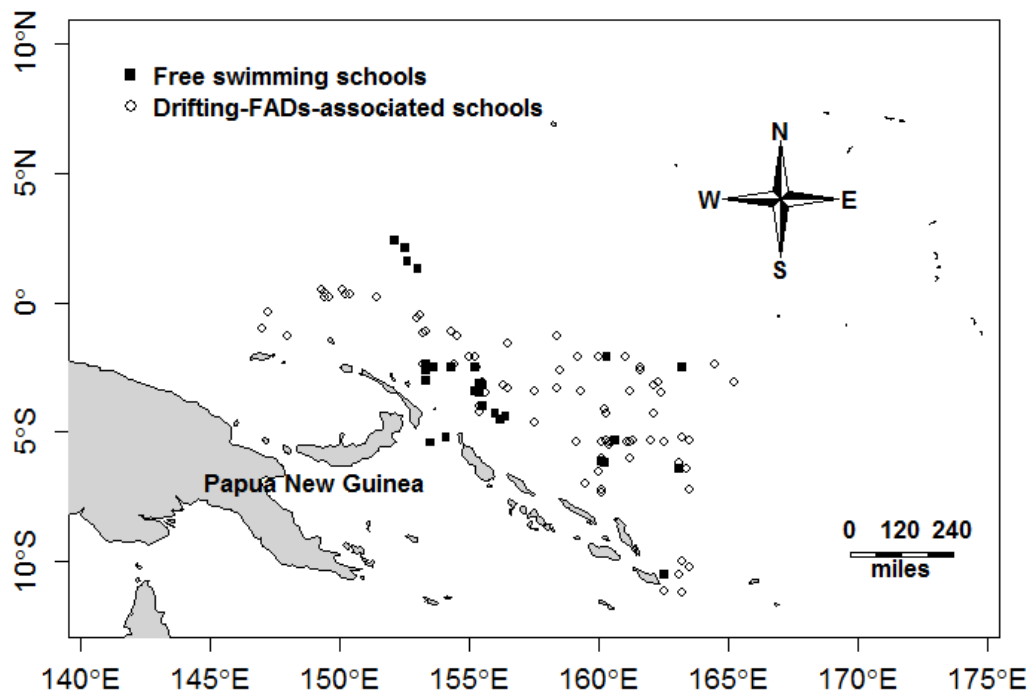 10°N
5°N
0°
5°S
10°S
Free swimming schools
Drifting-FADs-associated schools
N
W E
S
Papua New Guinea
0 120 240
miles
140°E 145°E 150°E 155°E 160°E 165°E 170°E 175°E